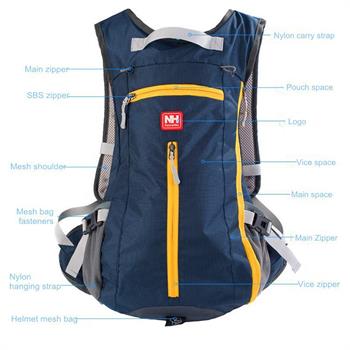 Nylon carry strap
Main zipper
Pouch space
SBS zipper
NH
Logo
Mesh shoulder
Vice space
Main space
Mesh bag
fasteners
Main Zipper
Nylon
hanging strap
Vice zipper
Helmet mesh bag